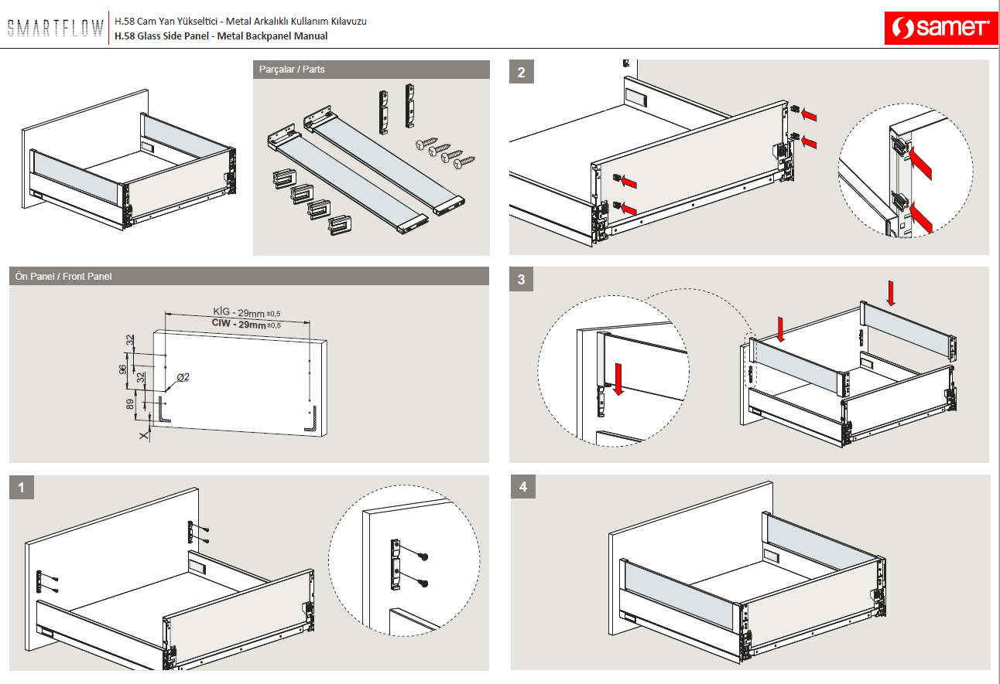 SMARTFLOW
H.58 Cam Yan Yükseltici - Metal Arkalıklı Kullanım Kılavuzu
H.58 Glass Side Panel - Metal Backpanel Manual
samet
Parçalar / Parts
2
Ön Panel / Front Panel
KİG - 29mm ±0,5
CIW - 29mm ±0,5
32
96
32
Ø2
89
X
3
1
4